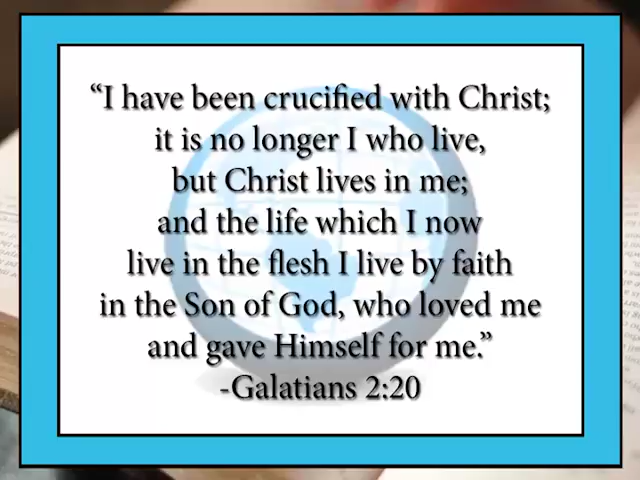 “I have been crucified with Christ;
it is no longer I who live,
but Christ lives in me;
and the life which I now
live in the flesh I live by faith
in the Son of God, who loved me
and gave Himself for me.”
-Galatians 2:20